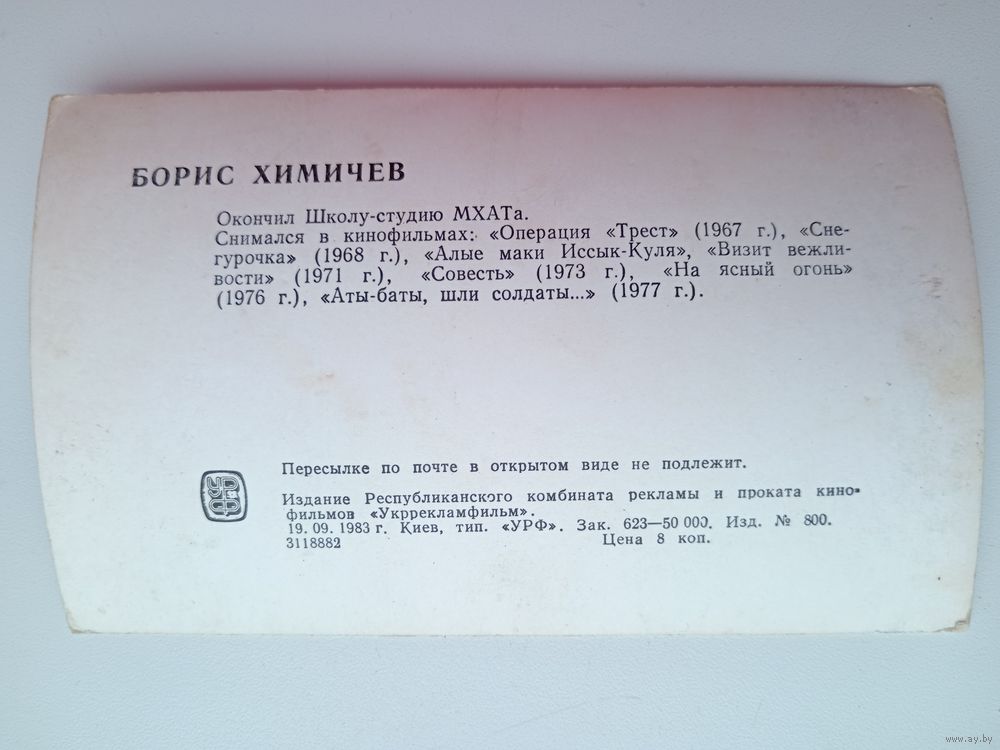 БОРИС ХИМИЧЕВ
Окончил Школу-студию МХАТа.
Снимался в кинофильмах: «Операция «Трест» (1967 г.), «Сне-
гурочка» (1968 г.), «Алые маки Иссык-Куля», «Визит вежли-
вости» (1971 г.), «Совесть» (1973 г.), «На ясный огонь»
(1976 г.), «Аты-баты, шли солдаты...» (1977 г.).
Пересылке по почте в открытом виде не подлежит.
Издание Республиканского комбината рекламы и проката кино-
фильмов «Укррекламфильм».
19. 09. 1983 г. Киев, тип. «УРФ». Зак. 623—50 000. Изд. № 800.
3118882 Цена 8 коп.
www.ay.by